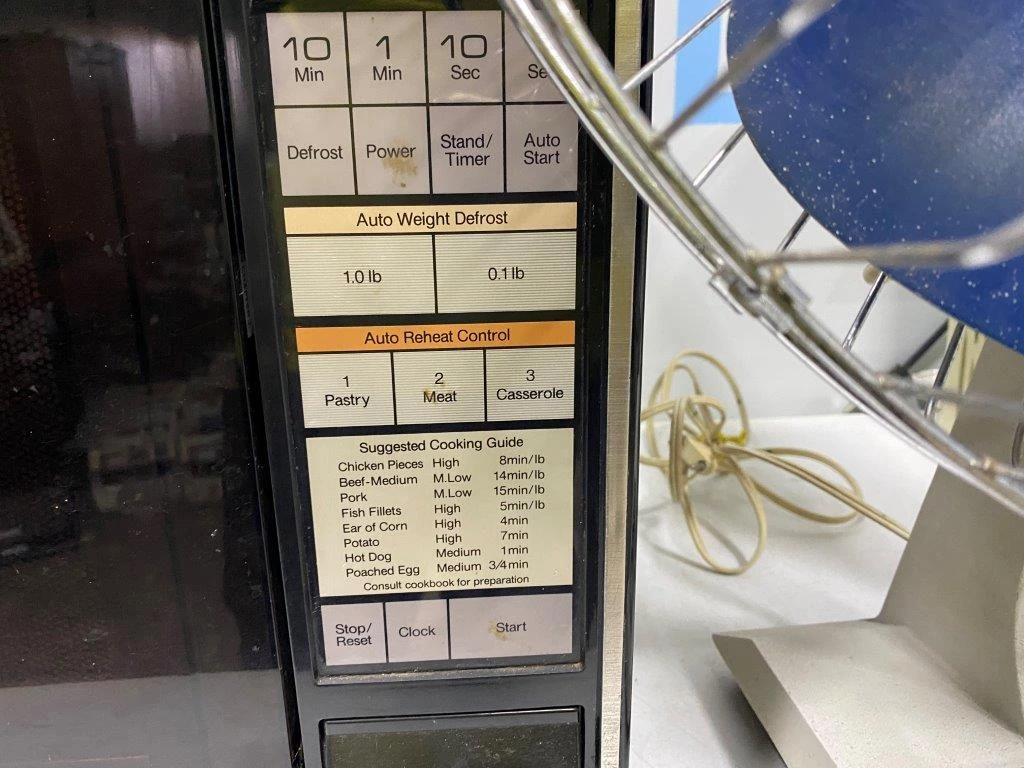 10 1 10
Min Min Sec Se
Defrost Power Stand/ Timer Auto Start
Auto Weight Defrost
1.0 lb 0.1 lb
Auto Reheat Control
1 2 3
Pastry Meat Casserole
Suggested Cooking Guide
Chicken Pieces High 8min/lb
Beef-Medium M.Low 14min/lb
Pork M.Low 15min/lb
Fish Fillets High 5min/lb
Ear of Corn High 4min
Potato High 7min
Hot Dog Medium 1min
Poached Egg Medium 3/4min
Consult cookbook for preparation
Stop/ Reset Clock Start